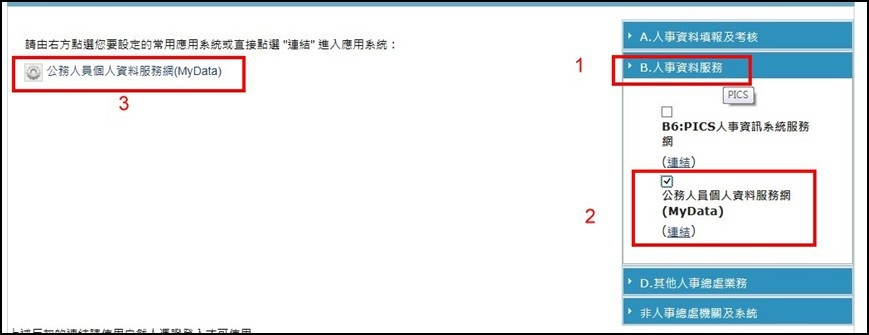 請由右方點選您要設定的常用應用系統或直接點選 "連結" 進入應用系統：
公務人員個人資料服務網(MyData)
3
1
A.人事資料填報及考核
B.人事資料服務
PICS
B6:PICS人事資訊系統服務
網
(連結)
2
公務人員個人資料服務網
(MyData)
(連結)
D.其他人事總處業務
非人事總處機關及系統